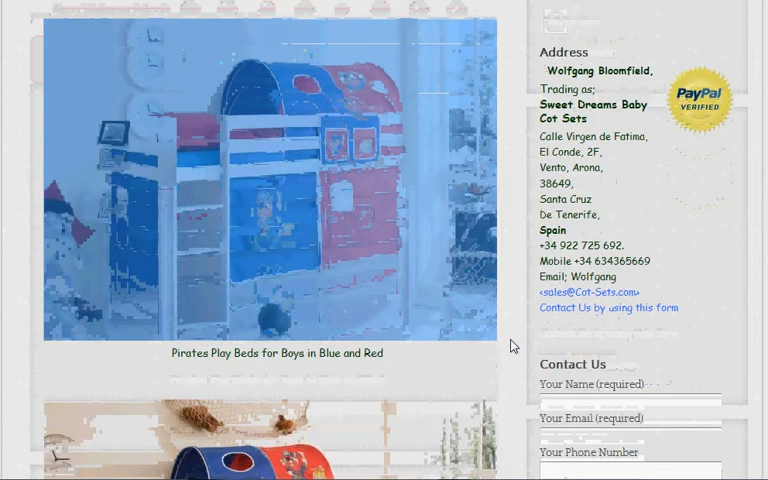 Address
Wolfgang Bloomfield,
Trading as;
Sweet Dreams Baby
Cot Sets
Calle Virgen de Fatima,
El Conde, 2F,
Vento, Arona,
38649,
Santa Cruz
De Tenerife,
Spain
+34 922 725 692.
Mobile +34 634365669
Email; Wolfgang
<sales@Cot-Sets.com>
Contact Us by using this form
PayPal
VERIFIED
Pirates Play Beds for Boys in Blue and Red
Contact Us
Your Name (required)
Your Email (required)
Your Phone Number